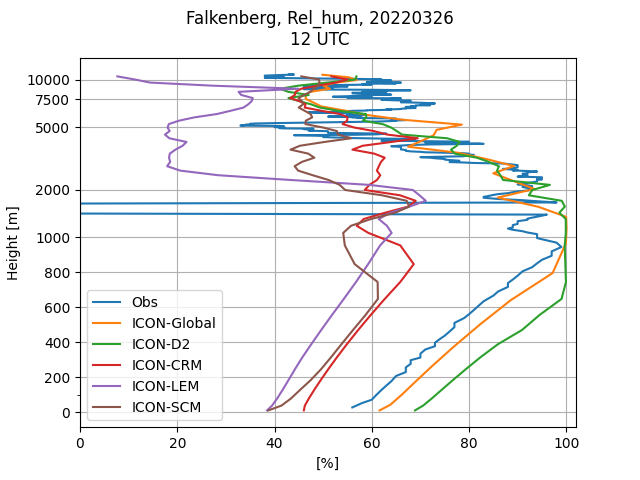 Falkenberg, Rel_hum, 20220326
12 UTC
10000
7500
5000
2000
1000
800
600
400
200
0
Height [m]
Obs
ICON-Global
ICON-D2
ICON-CRM
ICON-LEM
ICON-SCM
0 20 40 60 80 100
[%]